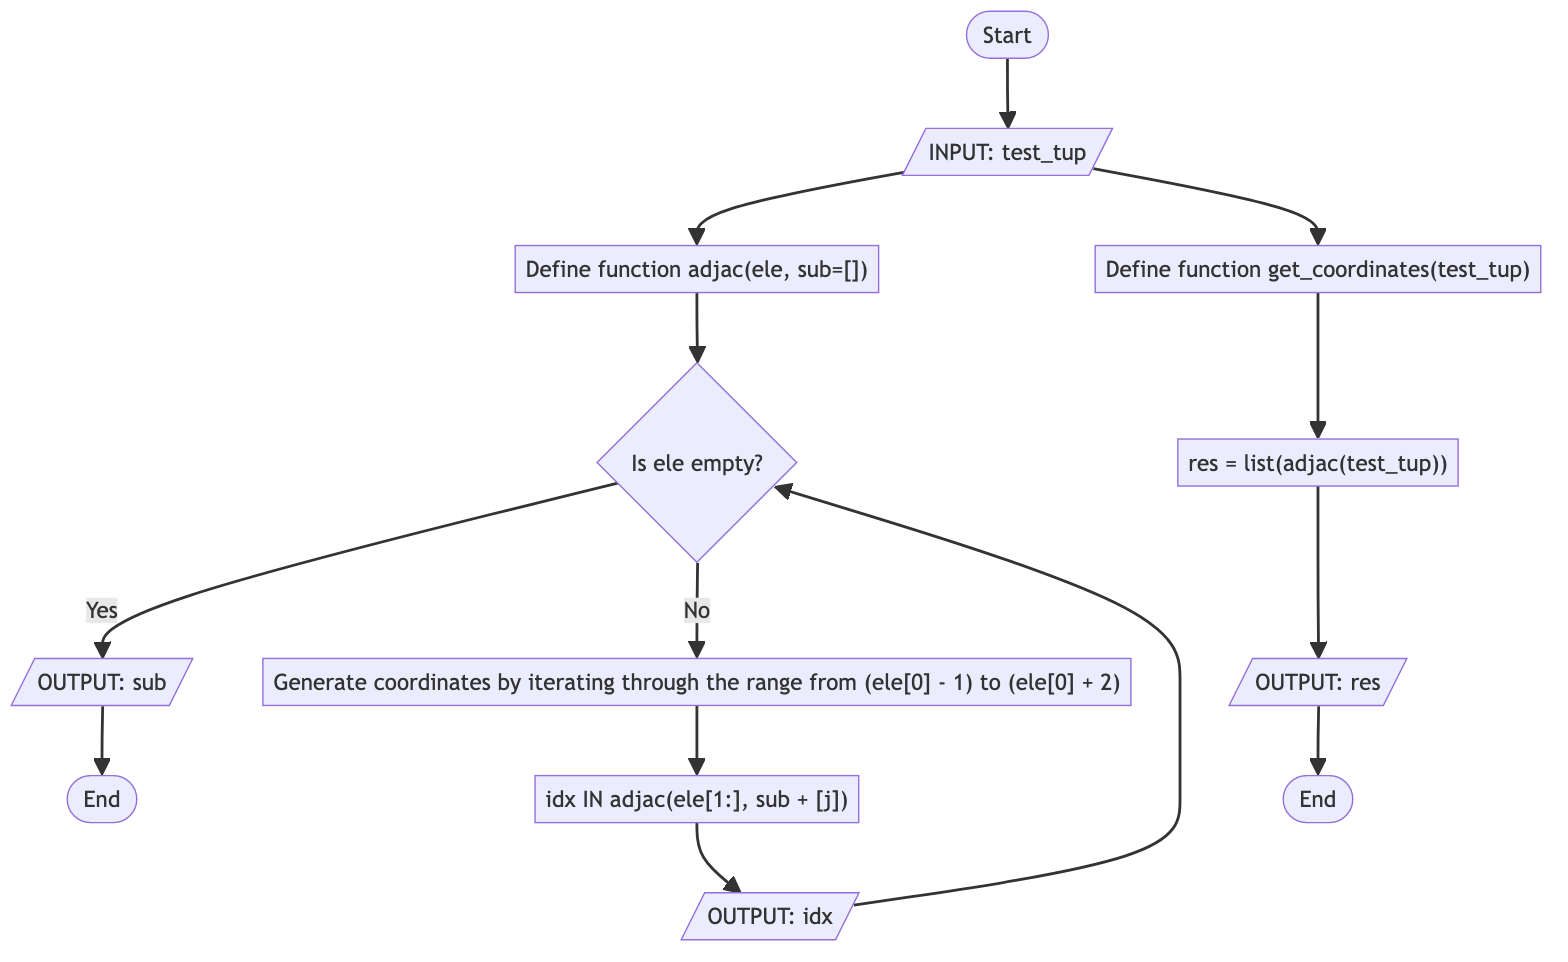 Start
INPUT: test_tup
Define function adjac(ele, sub=[])
Define function get_coordinates(test_tup)
Is ele empty?
res = list(adjac(test_tup))
Yes
No
OUTPUT: sub
Generate coordinates by iterating through the range from (ele[0] - 1) to (ele[0] + 2)
OUTPUT: res
End
idx IN adjac(ele[1:], sub + [j])
End
OUTPUT: idx